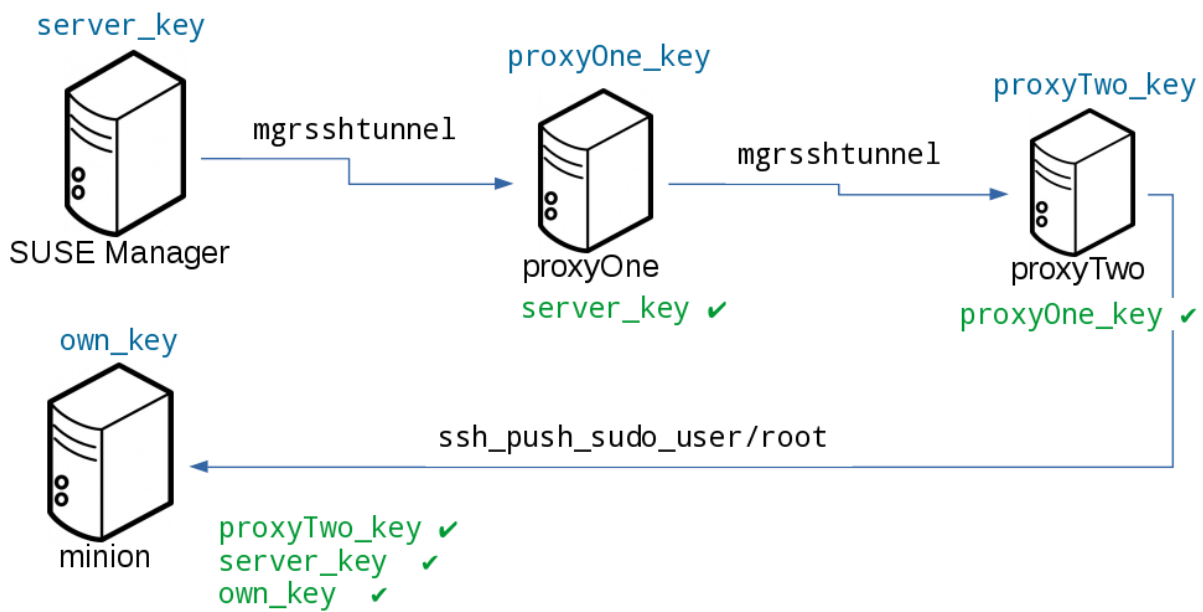 server_key
proxyOne_key
proxyTwo_key
mgrsshtunnel
mgrsshtunnel
SUSE Manager
proxyOne
proxyTwo
server_key ✔
proxyOne_key ✔
own_key
ssh_push_sudo_user/root
minion
proxyTwo_key ✔
server_key ✔
own_key ✔